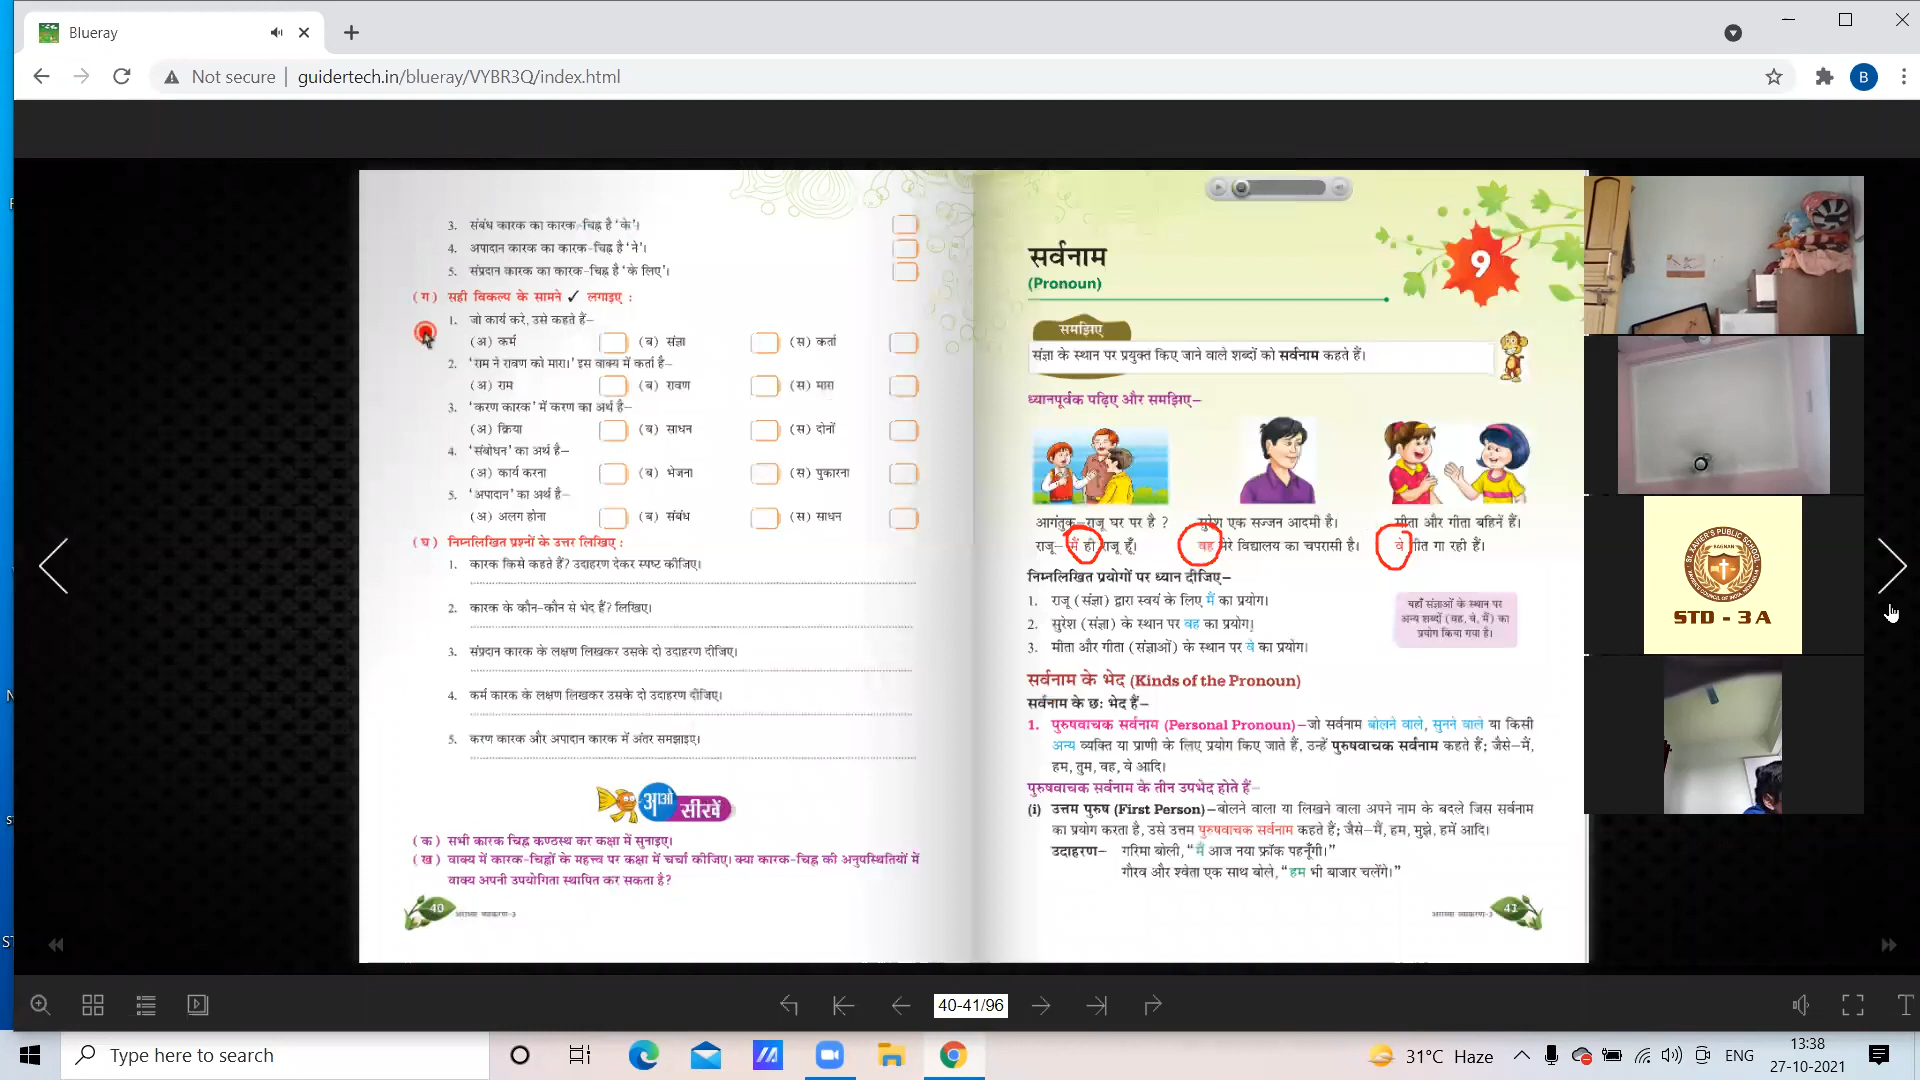 Blueray
Not secure | guidertech.in/blueray/VYBR3Q/index.html
3. संबंध कारक का कारक-चिह्न है 'के'।
4. अपादान कारक का कारक-चिह्न है 'ने'।
5. संप्रदान कारक का कारक-चिह्न है 'के लिए'।
(ग) सही विकल्प के सामने ✓ लगाइए :
1. जो कार्य करे, उसे कहते हैं–
(अ) कर्म (ब) संज्ञा (स) कर्ता
2. 'राम ने रावण को मारा।' इस वाक्य में कर्ता है–
(अ) राम (ब) रावण (स) मारा
3. 'करण कारक' में करण का अर्थ है–
(अ) क्रिया (ब) साधन (स) दोनों
4. 'संबोधन' का अर्थ है–
(अ) कार्य करना (ब) भेजना (स) पुकारना
5. 'अपादान' का अर्थ है–
(अ) अलग होना (ब) संबंध (स) साधन
(घ) निम्नलिखित प्रश्नों के उत्तर लिखिए :
1. कारक किसे कहते हैं? उदाहरण देकर स्पष्ट कीजिए।
2. कारक के कौन-कौन से भेद हैं? लिखिए।
3. संप्रदान कारक के लक्षण लिखकर उसके दो उदाहरण दीजिए।
4. कर्म कारक के लक्षण लिखकर उसके दो उदाहरण दीजिए।
5. करण कारक और अपादान कारक में अंतर समझाइए।
आओ सीखें
(क) सभी कारक चिह्न कण्ठस्थ कर कक्षा में सुनाइए।
(ख) वाक्य में कारक-चिह्नों के महत्त्व पर कक्षा में चर्चा कीजिए। क्या कारक-चिह्न की अनुपस्थितियों में
वाक्य अपनी उपयोगिता स्थापित कर सकता है?
40
व्याकरण-3
सर्वनाम
(Pronoun)
9
समझिए
संज्ञा के स्थान पर प्रयुक्त किए जाने वाले शब्दों को सर्वनाम कहते हैं।
ध्यानपूर्वक पढ़िए और समझिए–
आगंतुक–राजू घर पर है ?
राजू– मैं ही राजू हूँ।
सुरेश एक सज्जन आदमी है।
वह मेरे विद्यालय का चपरासी है।
मीता और गीता बहिनें हैं।
वे गीत गा रही हैं।
निम्नलिखित प्रयोगों पर ध्यान दीजिए–
1. राजू (संज्ञा) द्वारा स्वयं के लिए मैं का प्रयोग।
2. सुरेश (संज्ञा) के स्थान पर वह का प्रयोग।
3. मीता और गीता (संज्ञाओं) के स्थान पर वे का प्रयोग।
यहाँ संज्ञाओं के स्थान पर
अन्य शब्दों (वह, वे, मैं) का
प्रयोग किया गया है।
सर्वनाम के भेद (Kinds of the Pronoun)
सर्वनाम के छः भेद हैं–
1. पुरुषवाचक सर्वनाम (Personal Pronoun)–जो सर्वनाम बोलने वाले, सुनने वाले या किसी
अन्य व्यक्ति या प्राणी के लिए प्रयोग किए जाते हैं, उन्हें पुरुषवाचक सर्वनाम कहते हैं; जैसे–मैं,
हम, तुम, वह, वे आदि।
पुरुषवाचक सर्वनाम के तीन उपभेद होते हैं–
(i) उत्तम पुरुष (First Person)–बोलने वाला या लिखने वाला अपने नाम के बदले जिस सर्वनाम
का प्रयोग करता है, उसे उत्तम पुरुषवाचक सर्वनाम कहते हैं; जैसे–मैं, हम, मुझे, हमें आदि।
उदाहरण– गरिमा बोली, "मैं आज नया फ्रॉक पहनूँगी।"
गौरव और श्वेता एक साथ बोले, "हम भी बाजार चलेंगे।"
व्याकरण-3
41
ST. XAVIER'S PUBLIC SCHOOL
BAGNAN
STD - 3 A
40-41/96
Type here to search
31°C Haze
ENG
13:38
27-10-2021
B